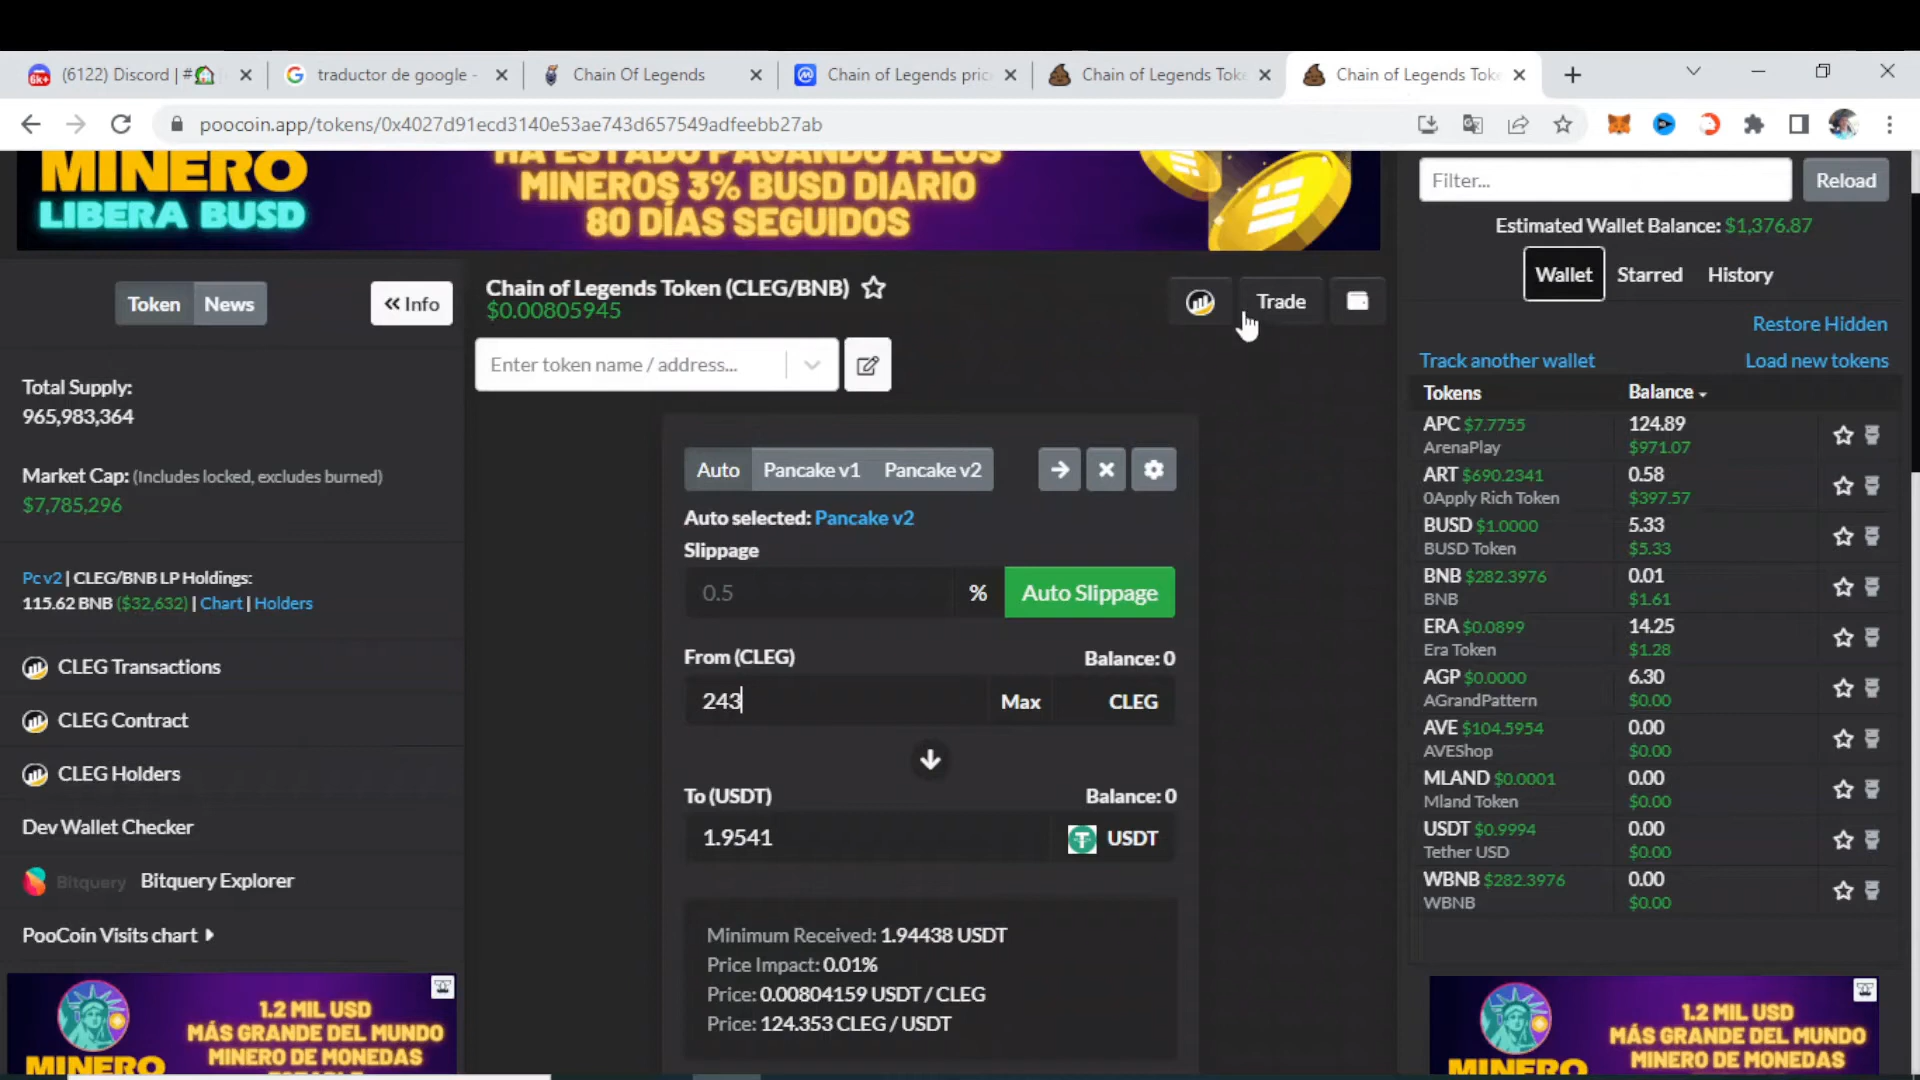 (6122) Discord | #
traductor de google -
Chain Of Legends
Chain of Legends pric
Chain of Legends Tok
Chain of Legends Tok
poocoin.app/tokens/0x4027d91ecd3140e53ae743d657549adfeebb27ab
MINERO
LIBERA BUSD
HA ESTADO PAGANDO A LOS
MINEROS 3% BUSD DIARIO
80 DÍAS SEGUIDOS
Filter...
Reload
Estimated Wallet Balance: $1,376.87
Wallet
Starred
History
Restore Hidden
Track another wallet
Load new tokens
Tokens
Balance
APC $7.7755
124.89
ArenaPlay
$971.07
ART $690.2341
0.58
0Apply Rich Token
$397.57
BUSD $1.0000
5.33
BUSD Token
$5.33
BNB $282.3976
0.01
BNB
$1.61
ERA $0.0899
14.25
Era Token
$1.28
AGP $0.0000
6.30
AGrandPattern
$0.00
AVE $104.5954
0.00
AVEShop
$0.00
MLAND $0.0001
0.00
Mland Token
$0.00
USDT $0.9994
0.00
Tether USD
$0.00
WBNB $282.3976
0.00
WBNB
$0.00
Token
News
« Info
Total Supply:
965,983,364
Market Cap: (Includes locked, excludes burned)
$7,785,296
Pc v2 | CLEG/BNB LP Holdings:
115.62 BNB ($32,632) | Chart | Holders
CLEG Transactions
CLEG Contract
CLEG Holders
Dev Wallet Checker
Bitquery
Bitquery Explorer
PooCoin Visits chart
Chain of Legends Token (CLEG/BNB)
$0.00805945
Trade
Enter token name / address...
Auto
Pancake v1
Pancake v2
Auto selected: Pancake v2
Slippage
0.5
%
Auto Slippage
From (CLEG)
Balance: 0
243
Max
CLEG
To (USDT)
Balance: 0
1.9541
USDT
Minimum Received: 1.94438 USDT
Price Impact: 0.01%
Price: 0.00804159 USDT / CLEG
Price: 124.353 CLEG / USDT
1.2 MIL USD
MÁS GRANDE DEL MUNDO
MINERO DE MONEDAS
MINERO
1.2 MIL USD
MÁS GRANDE DEL MUNDO
MINERO DE MONEDAS
MINERO